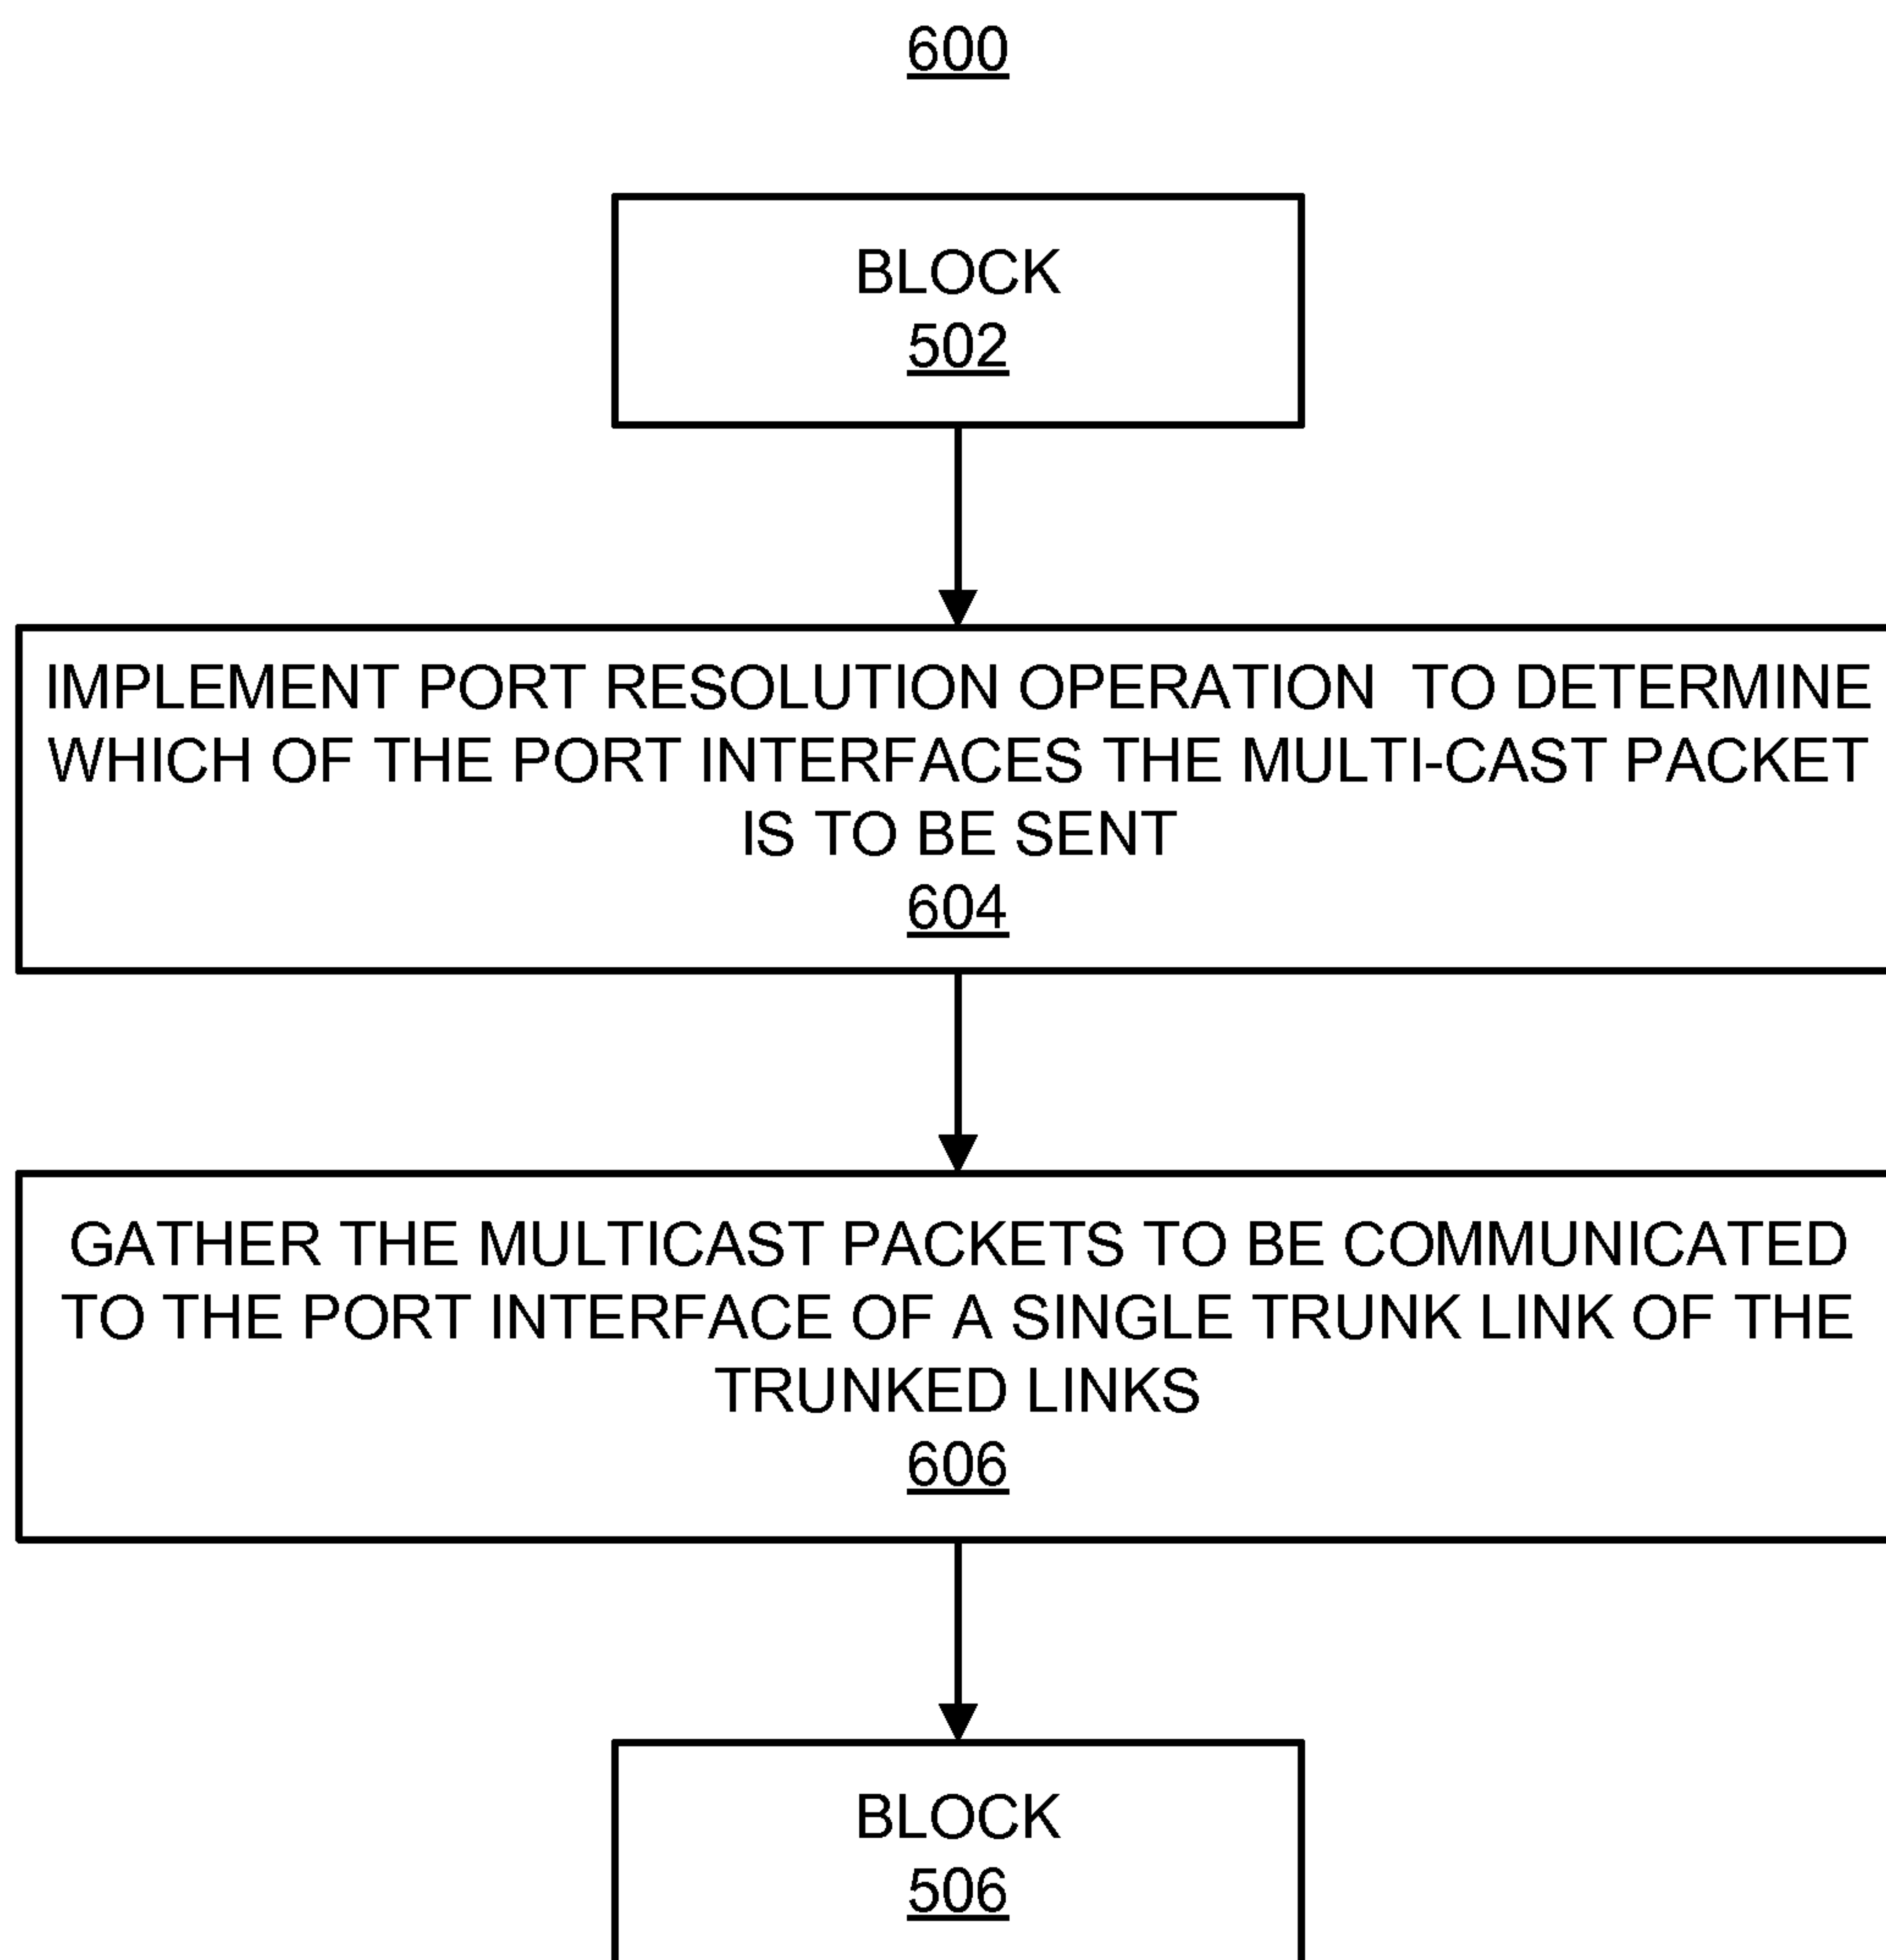 600
BLOCK
502
IMPLEMENT PORT RESOLUTION OPERATION TO DETERMINE
WHICH OF THE PORT INTERFACES THE MULTI-CAST PACKET
IS TO BE SENT
604
GATHER THE MULTICAST PACKETS TO BE COMMUNICATED
TO THE PORT INTERFACE OF A SINGLE TRUNK LINK OF THE
TRUNKED LINKS
606
BLOCK
506